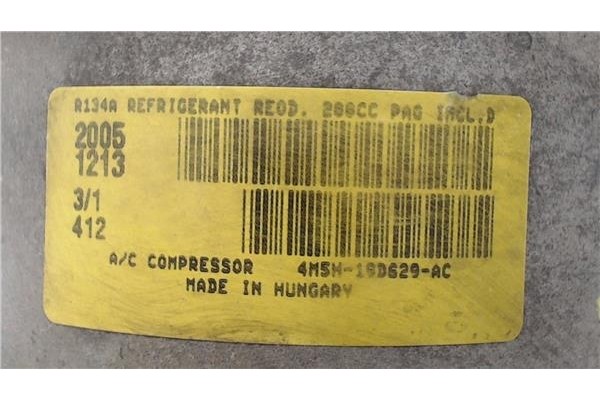 R134A REFRIGERANT REQD. 200CC PAG INCL.D
2005
1213
3/1
412
A/C COMPRESSOR 4M5H-19D629-AC
MADE IN HUNGARY